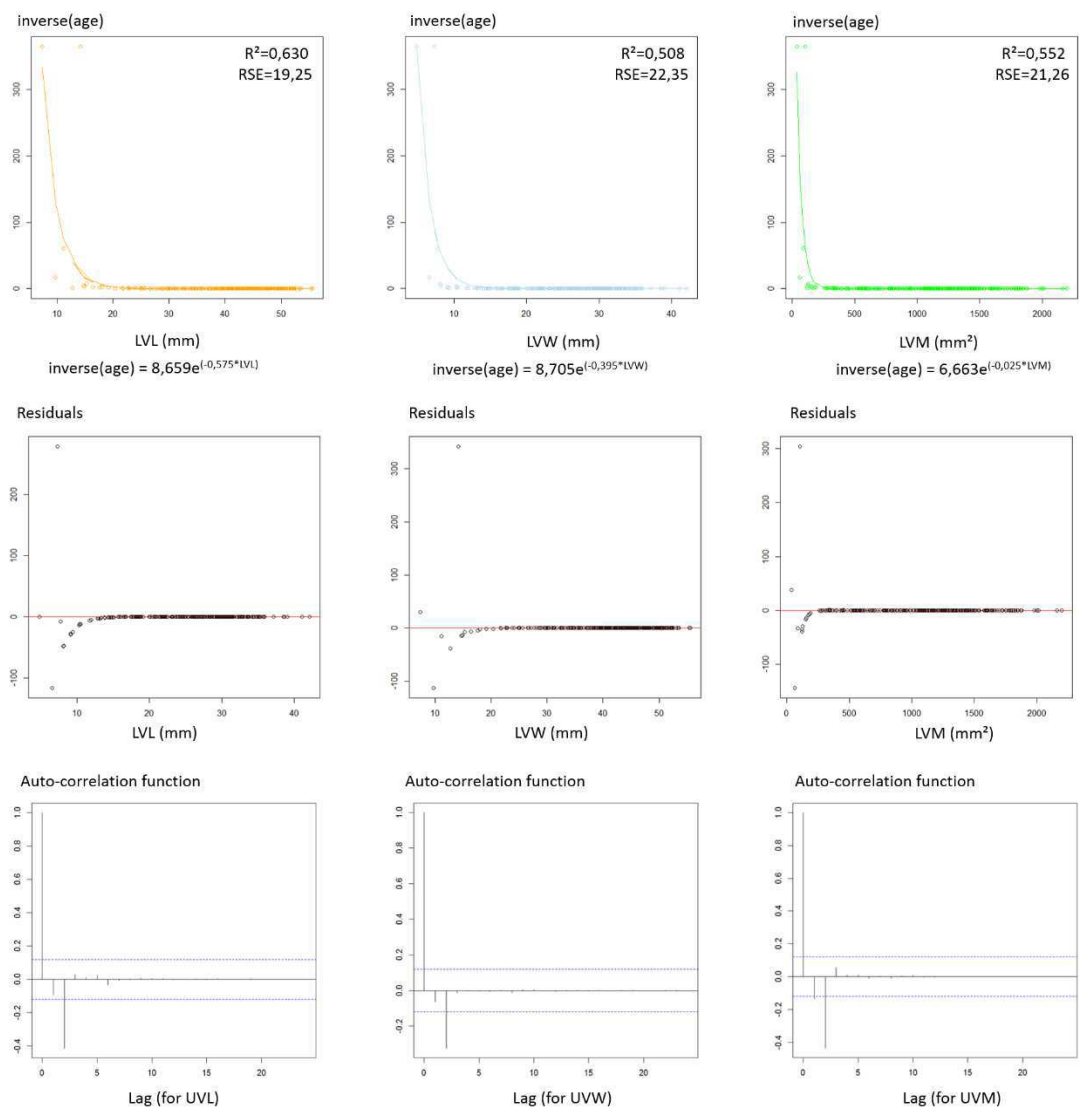 inverse(age) inverse(age) inverse(age)
R²=0,630 R²=0,508 R²=0,552
RSE=19,25 RSE=22,35 RSE=21,26
300 300 300
200 200 200
100 100 100
0 0 0
10 20 30 40 50 10 20 30 40 0 500 1000 1500 2000
LVL (mm) LVW (mm) LVM (mm²)
inverse(age) = 8,659e(-0,575*LVL) inverse(age) = 8,705e(-0,395*LVW) inverse(age) = 6,663e(-0,025*LVM)
Residuals Residuals Residuals
200 300 300
100 200 200
0 100 100
-100 0 0
-100 -100
10 20 30 40 10 20 30 40 50 0 500 1000 1500 2000
LVL (mm) LVW (mm) LVM (mm²)
Auto-correlation function Auto-correlation function Auto-correlation function
1.0 1.0 1.0
0.8 0.8 0.8
0.6 0.6 0.6
0.4 0.4 0.4
0.2 0.2 0.2
0.0 0.0 0.0
-0.2 -0.2 -0.2
-0.4 -0.4
0 5 10 15 20 0 5 10 15 20 0 5 10 15 20
Lag (for UVL) Lag (for UVW) Lag (for UVM)